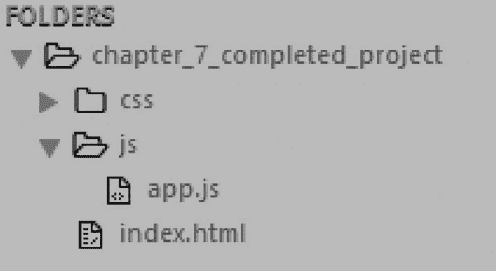 FOLDERS
chapter_7_completed_project
css
js
app.js
index.html